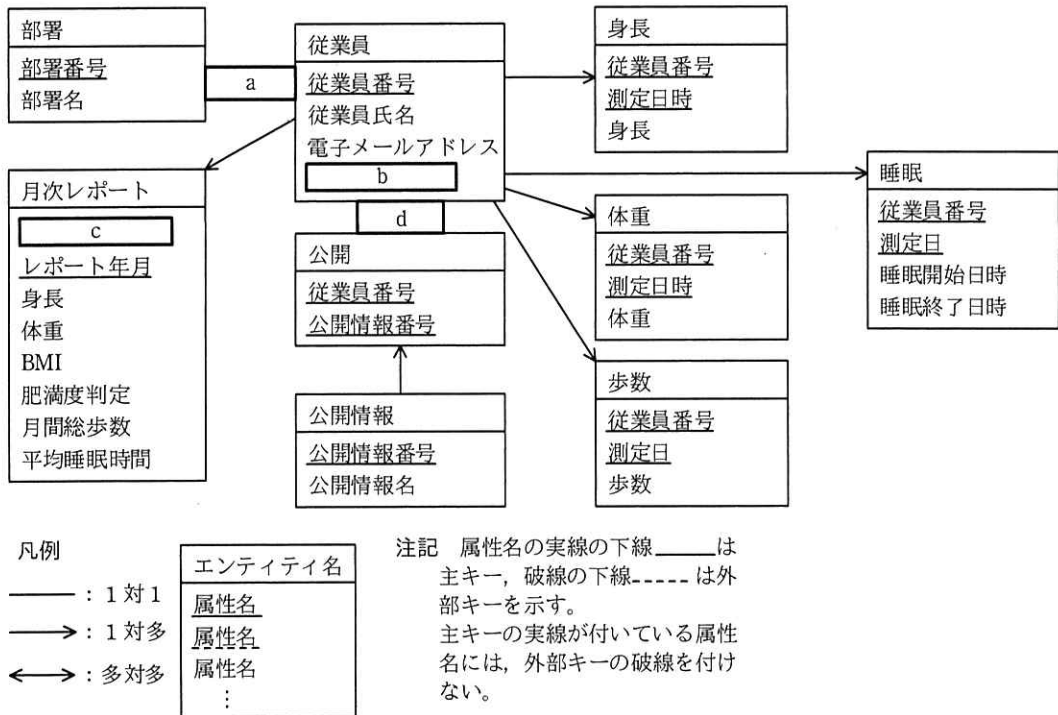 部署
部署番号
部署名
a
従業員
従業員番号
従業員氏名
電子メールアドレス
b
身長
従業員番号
測定日時
身長
月次レポート
c
レポート年月
身長
体重
BMI
肥満度判定
月間総歩数
平均睡眠時間
d
公開
従業員番号
公開情報番号
体重
従業員番号
測定日時
体重
睡眠
従業員番号
測定日
睡眠開始日時
睡眠終了日時
公開情報
公開情報番号
公開情報名
歩数
従業員番号
測定日
歩数
凡例
:1対1
:1対多
:多対多
エンティティ名
属性名
属性名
属性名
⋮
注記 属性名の実線の下線_____は
主キー,破線の下線-----は外
部キーを示す。
主キーの実線が付いている属性
名には,外部キーの破線を付け
ない。